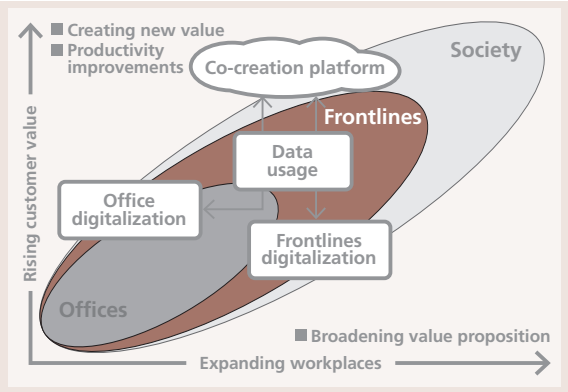 Creating new value
Productivity
improvements
Co-creation platform
Society
Frontlines
Data
usage
Office
digitalization
Frontlines
digitalization
Offices
Rising customer value
Broadening value proposition
Expanding workplaces